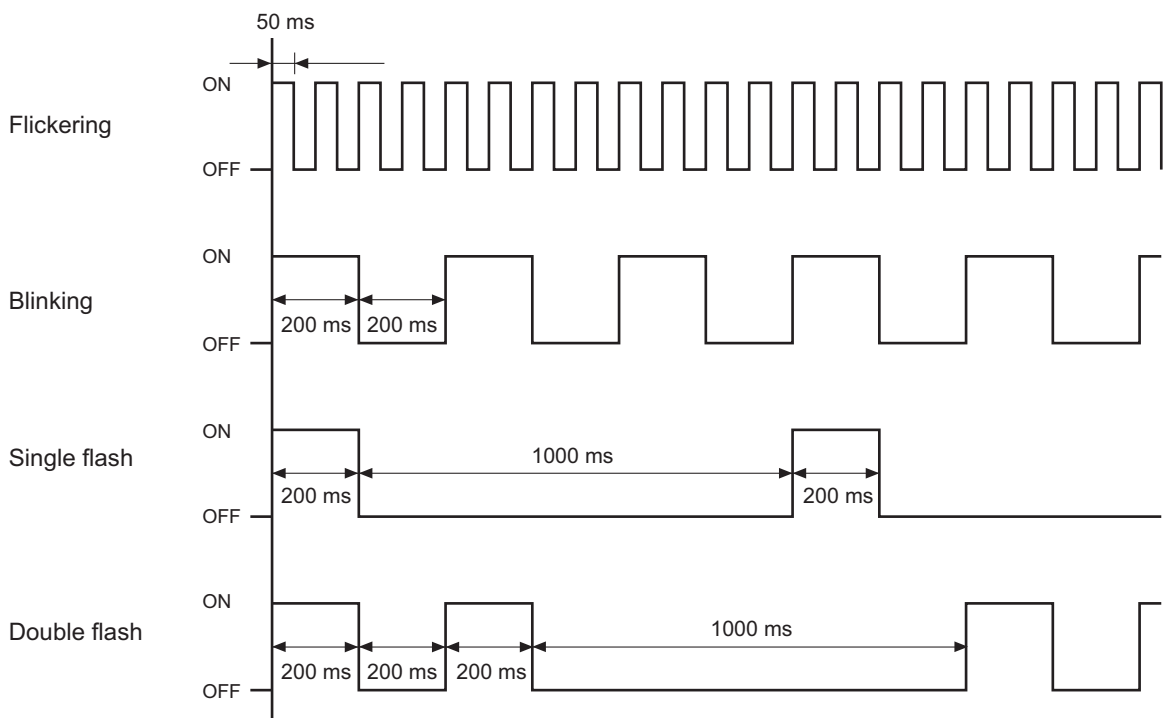 50 ms
ON
Flickering
OFF
ON
Blinking
200 ms 200 ms
OFF
ON
Single flash
1000 ms
200 ms 200 ms
OFF
ON
Double flash
1000 ms
200 ms 200 ms 200 ms
OFF